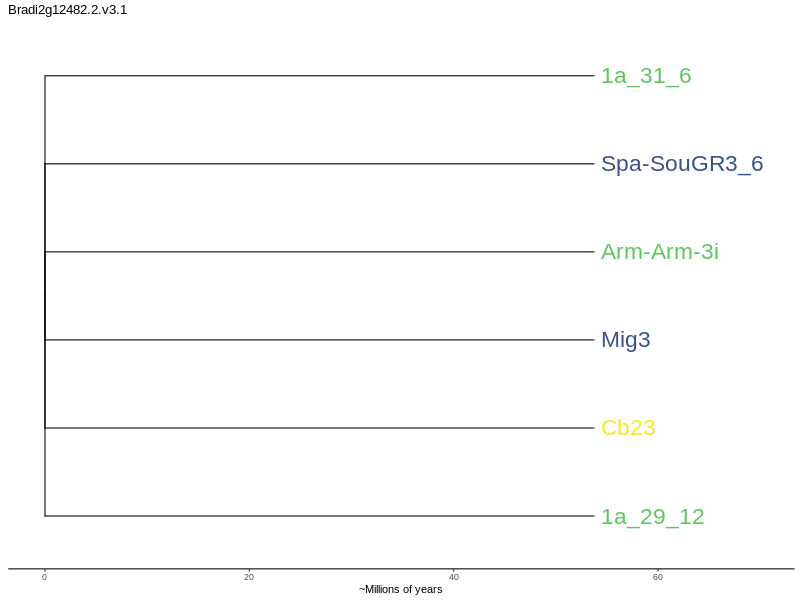 Bradi2g12482.2.v3.1
1a_31_6
Spa-SouGR3_6
Arm-Arm-3i
Mig3
Cb23
1a_29_12
0 20 40 60
~Millions of years